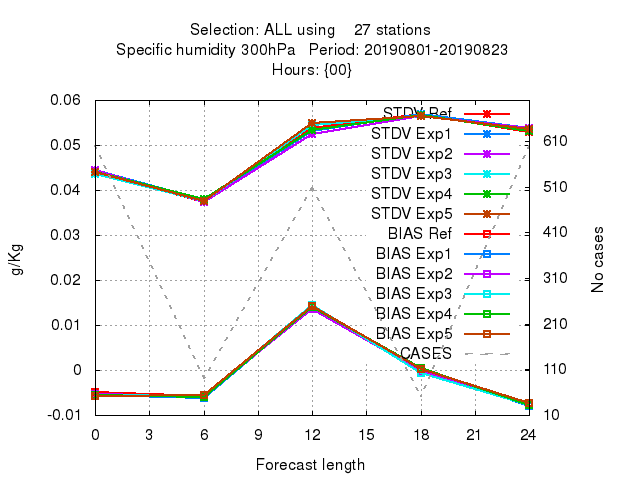 Selection: ALL using 27 stations
Specific humidity 300hPa Period: 20190801-20190823
Hours: {00}
0.06
0.05
0.04
0.03
0.02
0.01
0
-0.01
g/Kg
STDV Ref
STDV Exp1
STDV Exp2
STDV Exp3
STDV Exp4
STDV Exp5
BIAS Ref
BIAS Exp1
BIAS Exp2
BIAS Exp3
BIAS Exp4
BIAS Exp5
CASES
610
510
410
310
210
110
10
No cases
0 3 6 9 12 15 18 21 24
Forecast length